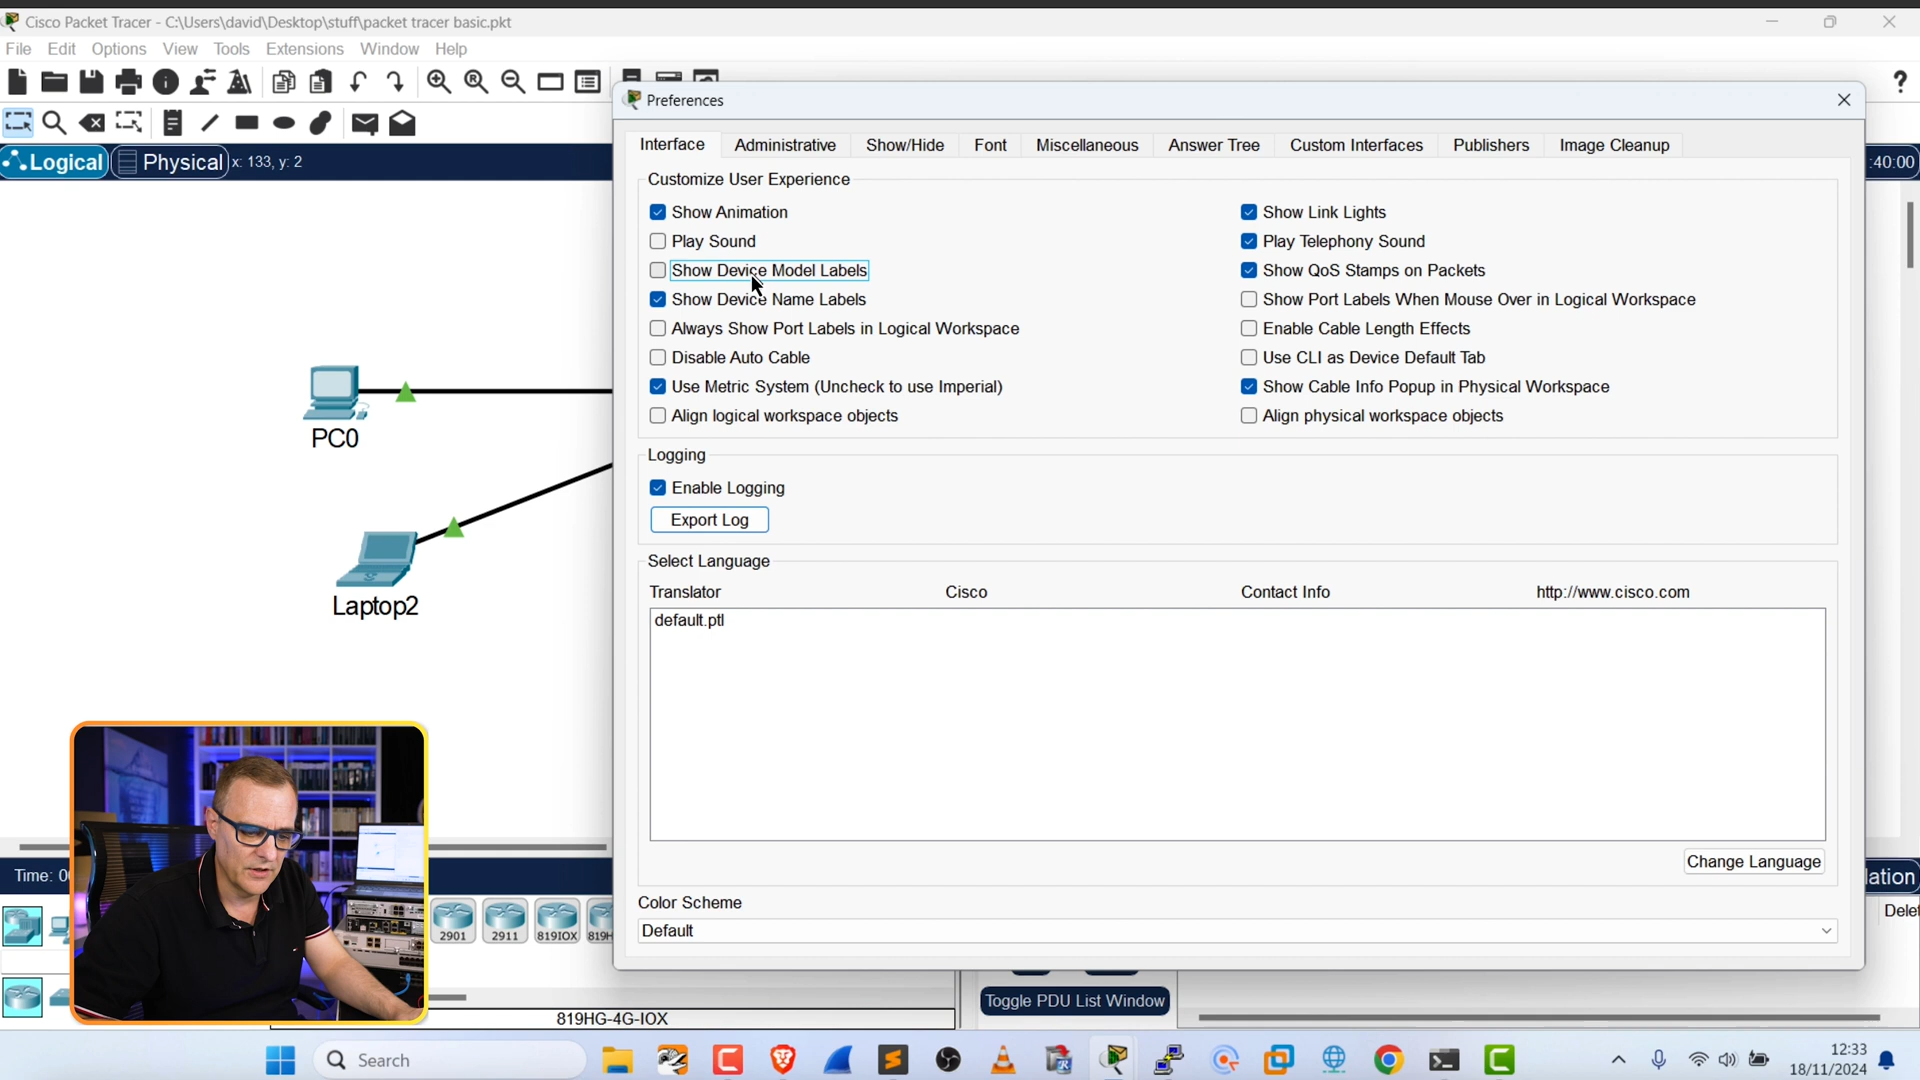 Cisco Packet Tracer - C:\Users\david\Desktop\stuff\packet tracer basic.pkt
File Edit Options View Tools Extensions Window Help
Preferences
Interface Administrative Show/Hide Font Miscellaneous Answer Tree Custom Interfaces Publishers Image Cleanup
Logical Physical x: 133, y: 2
:40:00
Customize User Experience
Show Animation
Show Link Lights
Play Sound
Play Telephony Sound
Show Device Model Labels
Show QoS Stamps on Packets
Show Device Name Labels
Show Port Labels When Mouse Over in Logical Workspace
Always Show Port Labels in Logical Workspace
Enable Cable Length Effects
Disable Auto Cable
Use CLI as Device Default Tab
Use Metric System (Uncheck to use Imperial)
Show Cable Info Popup in Physical Workspace
Align logical workspace objects
Align physical workspace objects
PC0
Logging
Enable Logging
Export Log
Select Language
Translator Cisco Contact Info http://www.cisco.com
default.ptl
Laptop2
Change Language
Time: 0
Color Scheme
Default
2901 2911 819IOX 819H
819HG-4G-IOX
Toggle PDU List Window
Search
12:33
18/11/2024